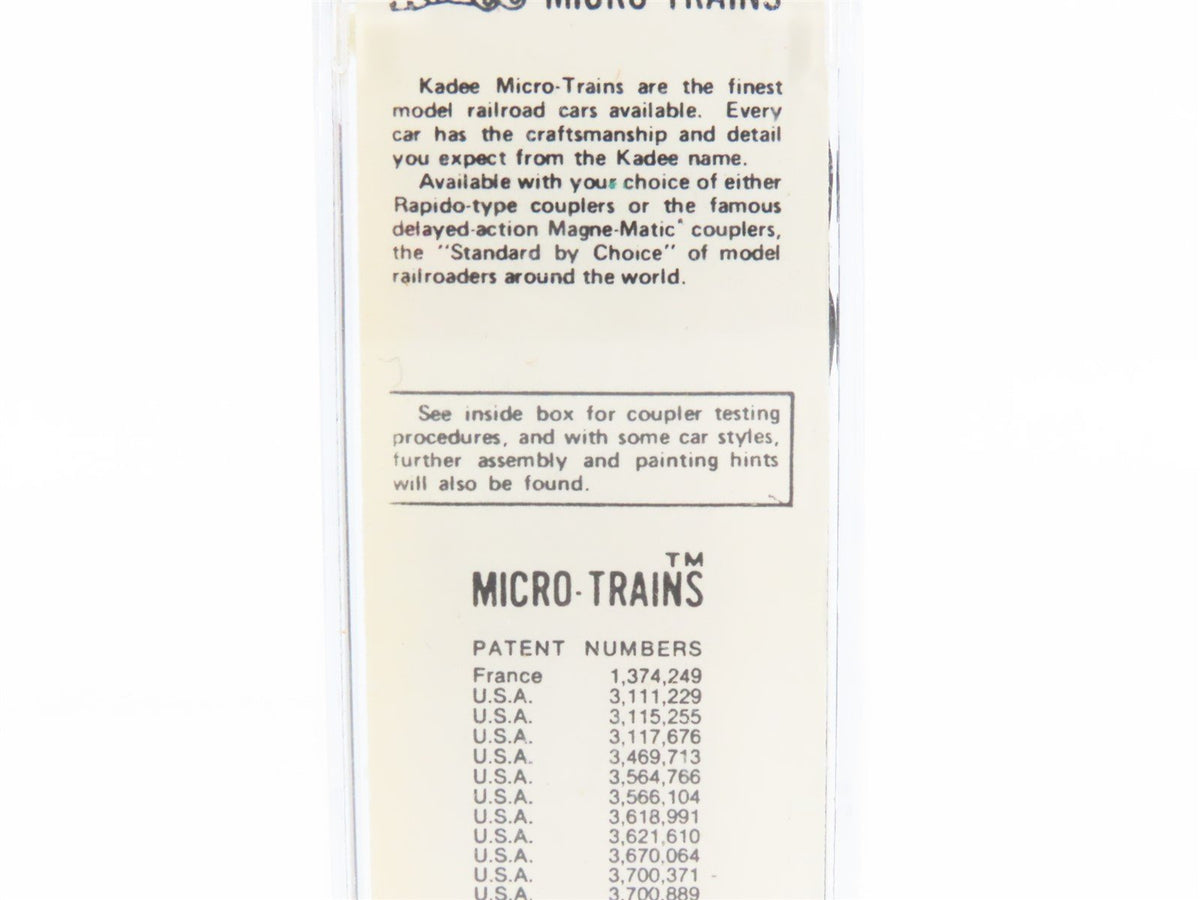 MICRO-TRAINS
Kadee Micro-Trains are the finest
model railroad cars available. Every
car has the craftsmanship and detail
you expect from the Kadee name.
Available with your choice of either
Rapido-type couplers or the famous
delayed-action Magne-Matic® couplers,
the "Standard by Choice" of model
railroaders around the world.
See inside box for coupler testing
procedures, and with some car styles,
further assembly and painting hints
will also be found.
MICRO-TRAINS™
PATENT NUMBERS
France 1,374,249
U.S.A. 3,111,229
U.S.A. 3,115,255
U.S.A. 3,117,676
U.S.A. 3,469,713
U.S.A. 3,564,766
U.S.A. 3,566,104
U.S.A. 3,618,991
U.S.A. 3,621,610
U.S.A. 3,670,064
U.S.A. 3,700,371
U.S.A. 3,700,889